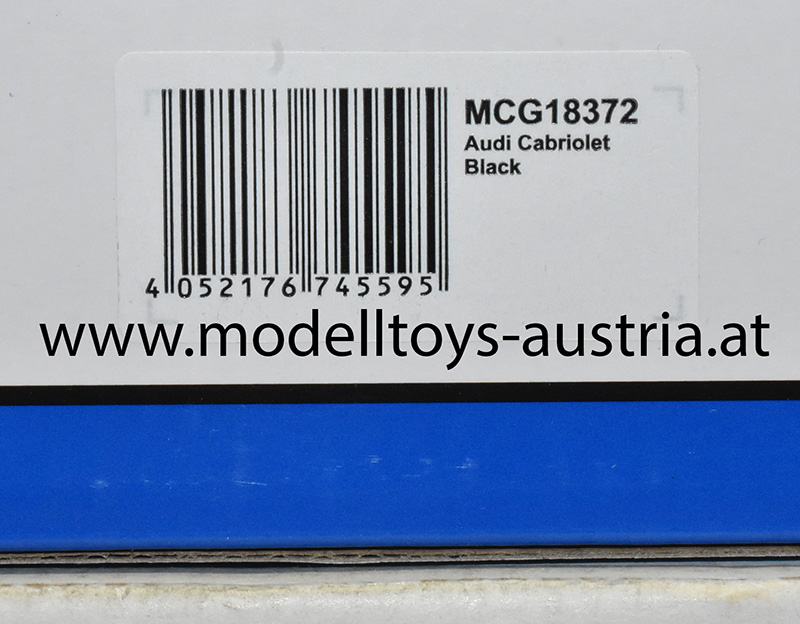 MCG18372
Audi Cabriolet
Black
4 052176 745595
www.modelltoys-austria.at